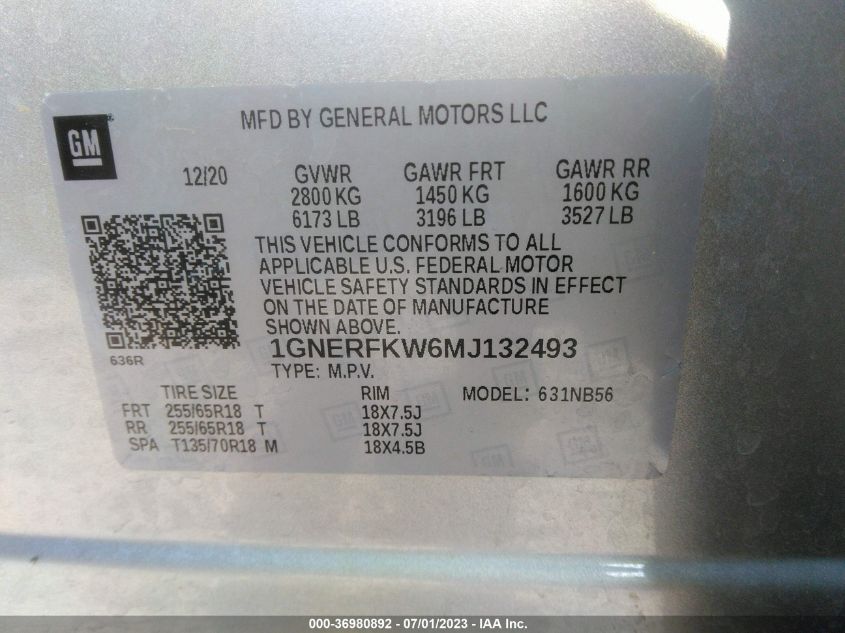 MFD BY GENERAL MOTORS LLC
GM
12/20
GVWR GAWR FRT GAWR RR
2800 KG 1450 KG 1600 KG
6173 LB 3196 LB 3527 LB
THIS VEHICLE CONFORMS TO ALL
APPLICABLE U.S. FEDERAL MOTOR
VEHICLE SAFETY STANDARDS IN EFFECT
ON THE DATE OF MANUFACTURE
SHOWN ABOVE.
636R
1GNERFKW6MJ132493
TYPE: M.P.V.
TIRE SIZE RIM MODEL: 631NB56
FRT 255/65R18 T 18X7.5J
RR 255/65R18 T 18X7.5J
SPA T135/70R18 M 18X4.5B
000-36980892 - 07/01/2023 - IAA Inc.